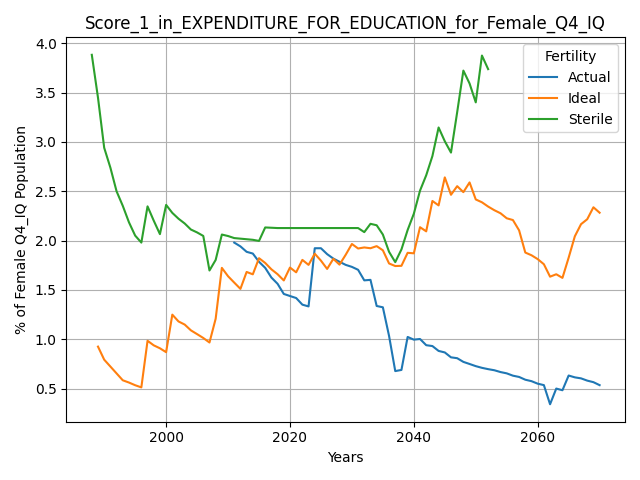 Score_1_in_EXPENDITURE_FOR_EDUCATION_for_Female_Q4_IQ
4.0
3.5
3.0
2.5
2.0
1.5
1.0
0.5
% of Female Q4_IQ Population
Fertility
Actual
Ideal
Sterile
2000
2020
2040
2060
Years